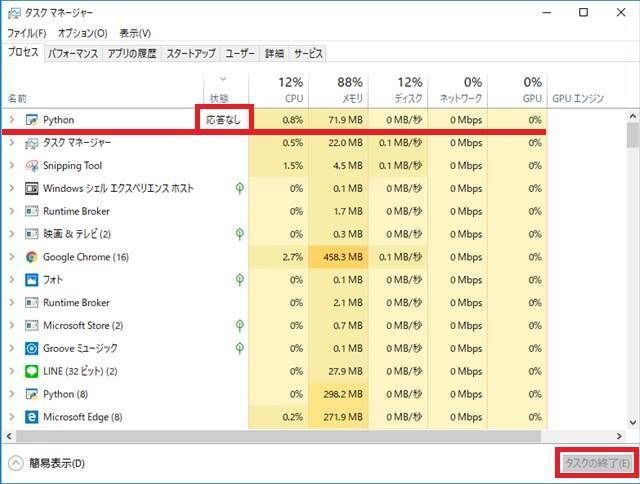 タスク マネージャー
ファイル(F) オプション(O) 表示(V)
プロセス パフォーマンス アプリの履歴 スタートアップ ユーザー 詳細 サービス
12% 88% 12% 0% 0%
名前 状態 CPU メモリ ディスク ネットワーク GPU GPU エンジン
Python 応答なし 0.8% 71.9 MB 0 MB/秒 0 Mbps 0%
タスク マネージャー 0.5% 22.0 MB 0.1 MB/秒 0 Mbps 0%
Snipping Tool 1.5% 4.5 MB 0.1 MB/秒 0 Mbps 0%
Windows シェル エクスペリエンス ホスト 0% 0.1 MB 0 MB/秒 0 Mbps 0%
Runtime Broker 0% 1.7 MB 0 MB/秒 0 Mbps 0%
映画 & テレビ (2) 0% 0.3 MB 0 MB/秒 0 Mbps 0%
Google Chrome (16) 2.7% 458.3 MB 0.1 MB/秒 0 Mbps 0%
フォト 0% 0.1 MB 0 MB/秒 0 Mbps 0%
Runtime Broker 0% 2.1 MB 0 MB/秒 0 Mbps 0%
Microsoft Store (2) 0% 0.7 MB 0 MB/秒 0 Mbps 0%
Groove ミュージック 0% 0.1 MB 0 MB/秒 0 Mbps 0%
LINE (32 ビット) (2) 0% 27.9 MB 0 MB/秒 0 Mbps 0%
Python (8) 0% 298.2 MB 0 MB/秒 0 Mbps 0%
Microsoft Edge (8) 0.2% 271.9 MB 0 MB/秒 0 Mbps 0%
簡易表示(D) タスクの終了(E)